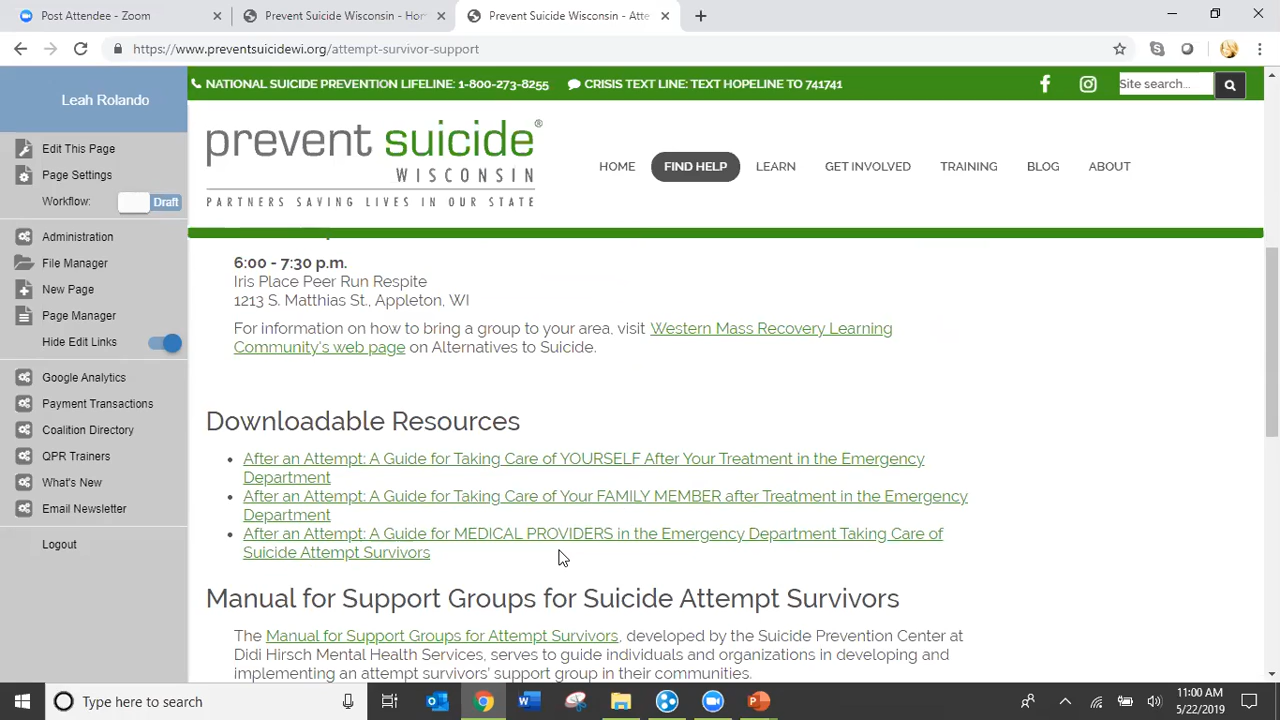 Post Attendee - Zoom
Prevent Suicide Wisconsin - Hor
Prevent Suicide Wisconsin - Atte
https://www.preventsuicidewi.org/attempt-survivor-support
Leah Rolando
NATIONAL SUICIDE PREVENTION LIFELINE: 1-800-273-8255
CRISIS TEXT LINE: TEXT HOPELINE TO 741741
Site search...
prevent suicide®
WISCONSIN
PARTNERS SAVING LIVES IN OUR STATE
HOME
FIND HELP
LEARN
GET INVOLVED
TRAINING
BLOG
ABOUT
Edit This Page
Page Settings
Workflow:
Draft
Administration
File Manager
New Page
Page Manager
Hide Edit Links
Google Analytics
Payment Transactions
Coalition Directory
QPR Trainers
What's New
Email Newsletter
Logout
6:00 - 7:30 p.m.
Iris Place Peer Run Respite
1213 S. Matthias St., Appleton, WI
For information on how to bring a group to your area, visit Western Mass Recovery Learning
Community's web page on Alternatives to Suicide.
Downloadable Resources
• After an Attempt: A Guide for Taking Care of YOURSELF After Your Treatment in the Emergency
Department
• After an Attempt: A Guide for Taking Care of Your FAMILY MEMBER after Treatment in the Emergency
Department
• After an Attempt: A Guide for MEDICAL PROVIDERS in the Emergency Department Taking Care of
Suicide Attempt Survivors
Manual for Support Groups for Suicide Attempt Survivors
The Manual for Support Groups for Attempt Survivors, developed by the Suicide Prevention Center at
Didi Hirsch Mental Health Services, serves to guide individuals and organizations in developing and
implementing an attempt survivors' support group in their communities.
Type here to search
11:00 AM
5/22/2019